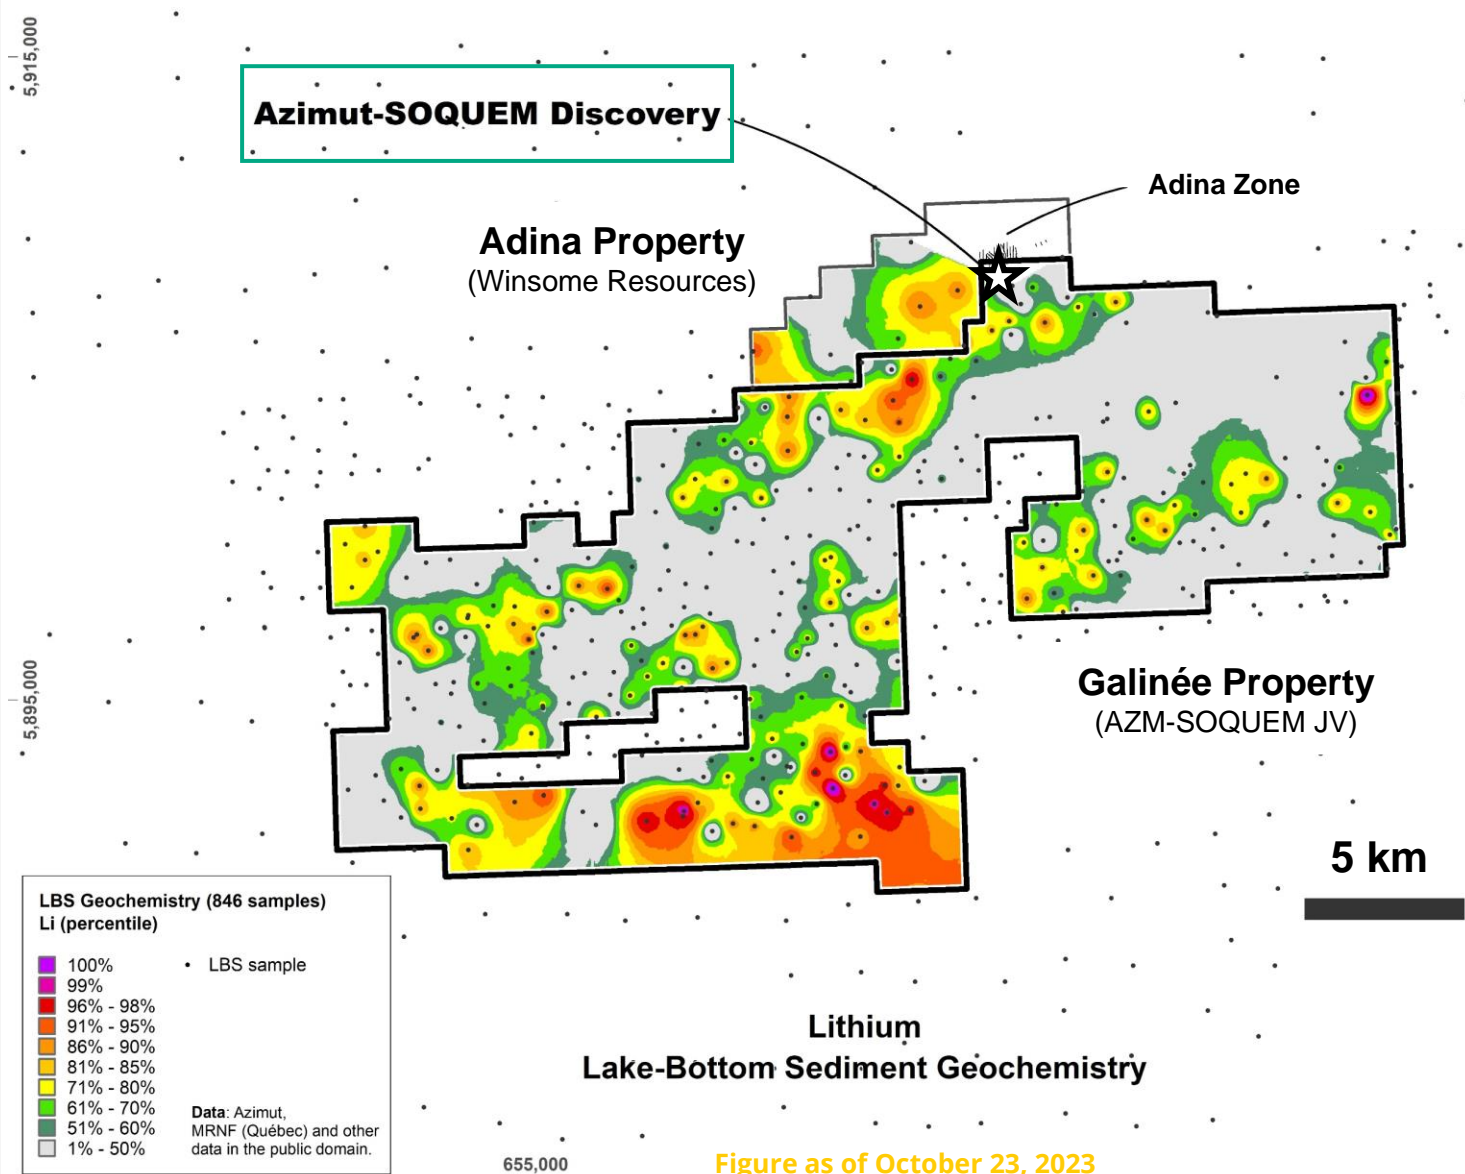 5,915,000
Azimut-SOQUEM Discovery
Adina Zone
Adina Property
(Winsome Resources)
5,895,000
Galinée Property
(AZM-SOQUEM JV)
5 km
LBS Geochemistry (846 samples)
Li (percentile)
100%
99%
96% - 98%
91% - 95%
86% - 90%
81% - 85%
71% - 80%
61% - 70%
51% - 60%
1% - 50%
LBS sample
Data: Azimut,
MRNF (Québec) and other
data in the public domain.
Lithium
Lake-Bottom Sediment Geochemistry
655,000
Figure as of October 23, 2023